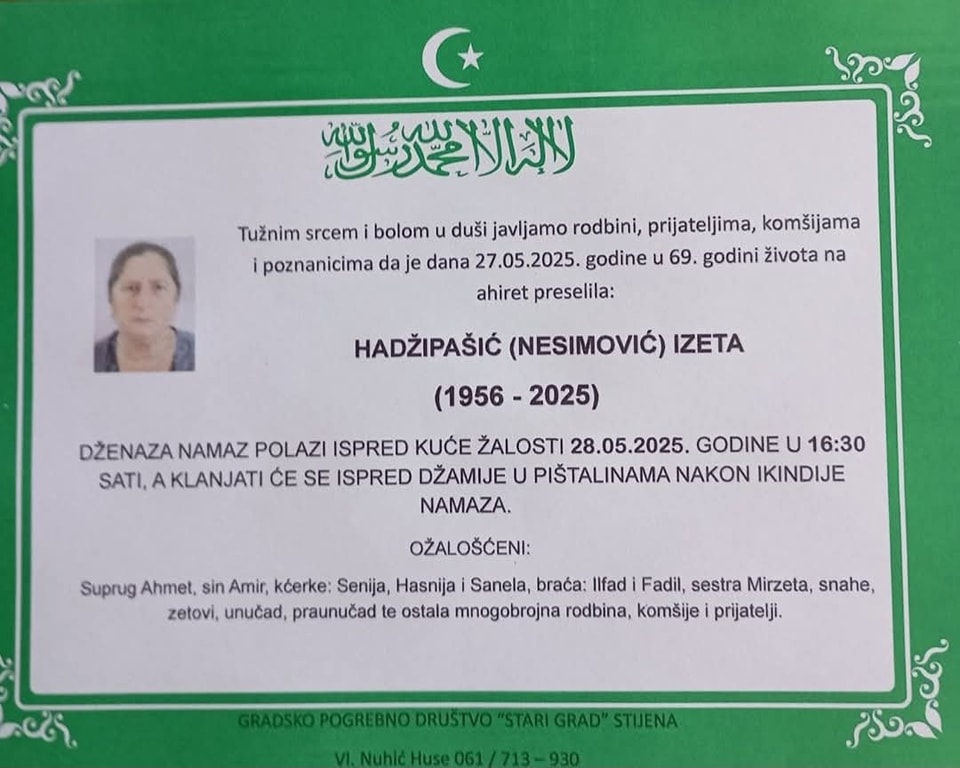 لا إله إلا الله محمد رسول الله
Tužnim srcem i bolom u duši javljamo rodbini, prijateljima, komšijama
i poznanicima da je dana 27.05.2025. godine u 69. godini života na
ahiret preselila:
HADŽIPAŠIĆ (NESIMOVIĆ) IZETA
(1956 - 2025)
DŽENAZA NAMAZ POLAZI ISPRED KUĆE ŽALOSTI 28.05.2025. GODINE U 16:30
SATI, A KLANJATI ĆE SE ISPRED DŽAMIJE U PIŠTALINAMA NAKON IKINDIJE
NAMAZA.
OŽALOŠĆENI:
Suprug Ahmet, sin Amir, kćerke: Senija, Hasnija i Sanela, braća: Ilfad i Fadil, sestra Mirzeta, snahe,
zetovi, unučad, praunučad te ostala mnogobrojna rodbina, komšije i prijatelji.
GRADSKO POGREBNO DRUŠTVO "STARI GRAD" STIJENA
Vl. Nuhić Huse 061 / 713 – 930